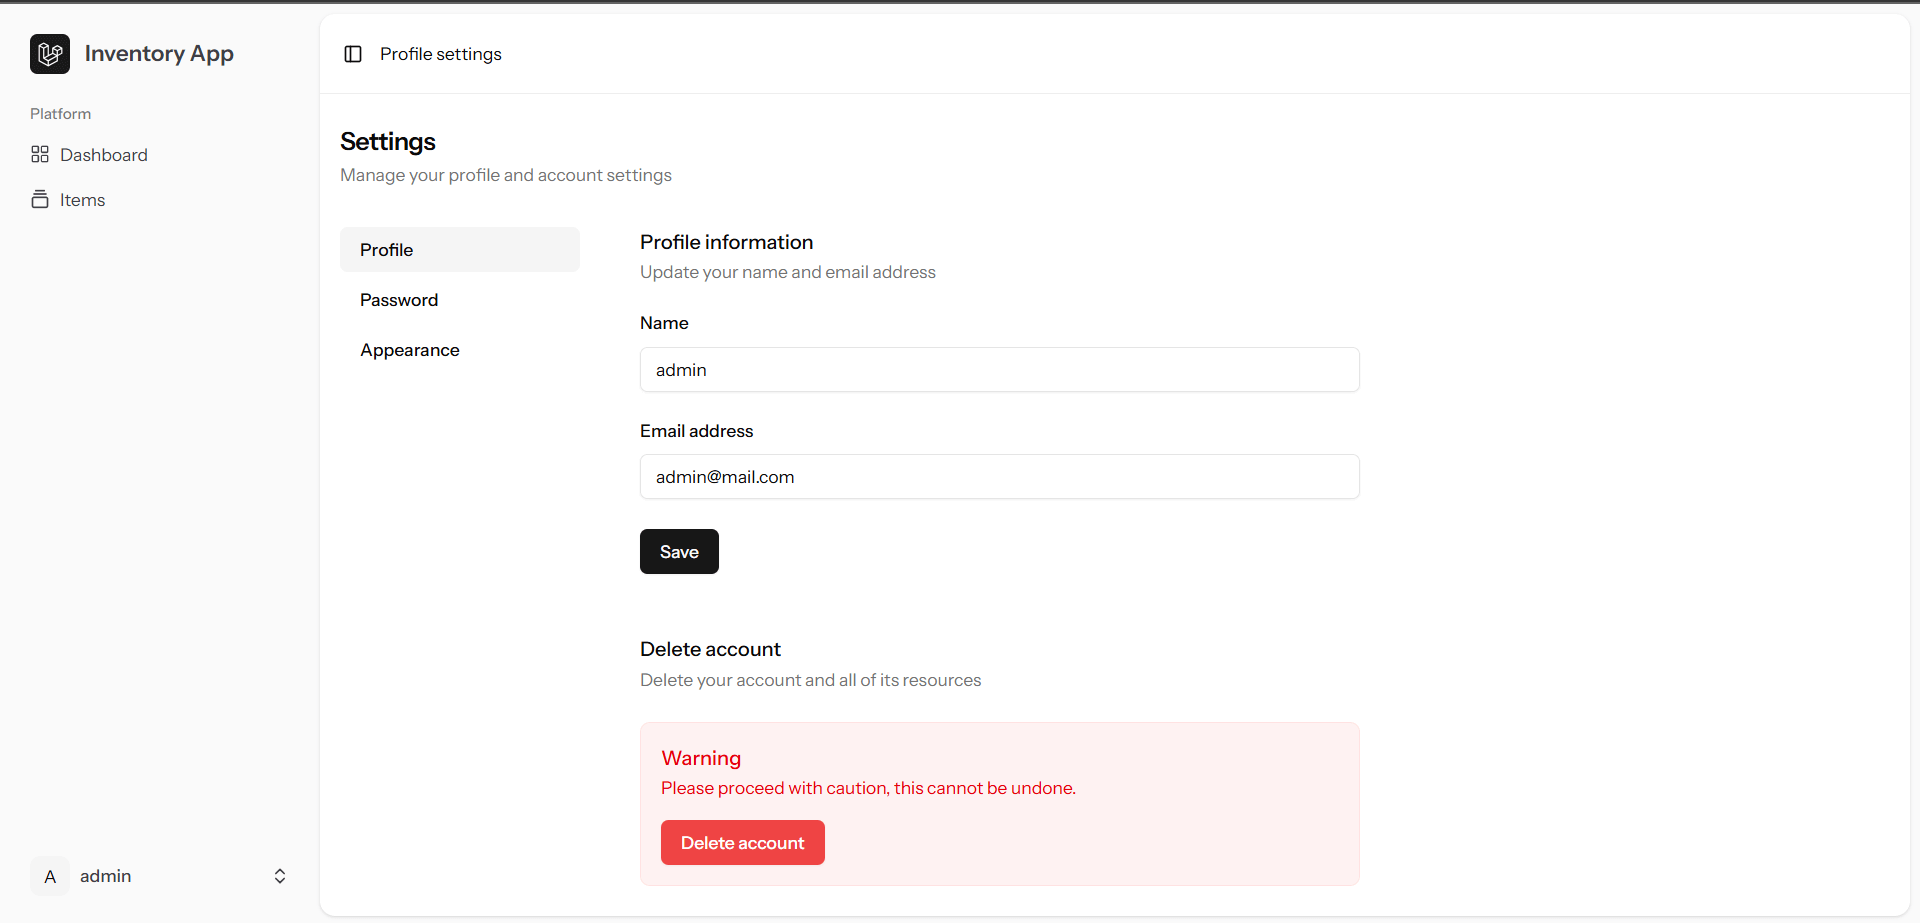 Inventory App
Platform
Dashboard
Items
A admin
Profile settings
Settings
Manage your profile and account settings
Profile
Password
Appearance
Profile information
Update your name and email address
Name
admin
Email address
admin@mail.com
Save
Delete account
Delete your account and all of its resources
Warning
Please proceed with caution, this cannot be undone.
Delete account